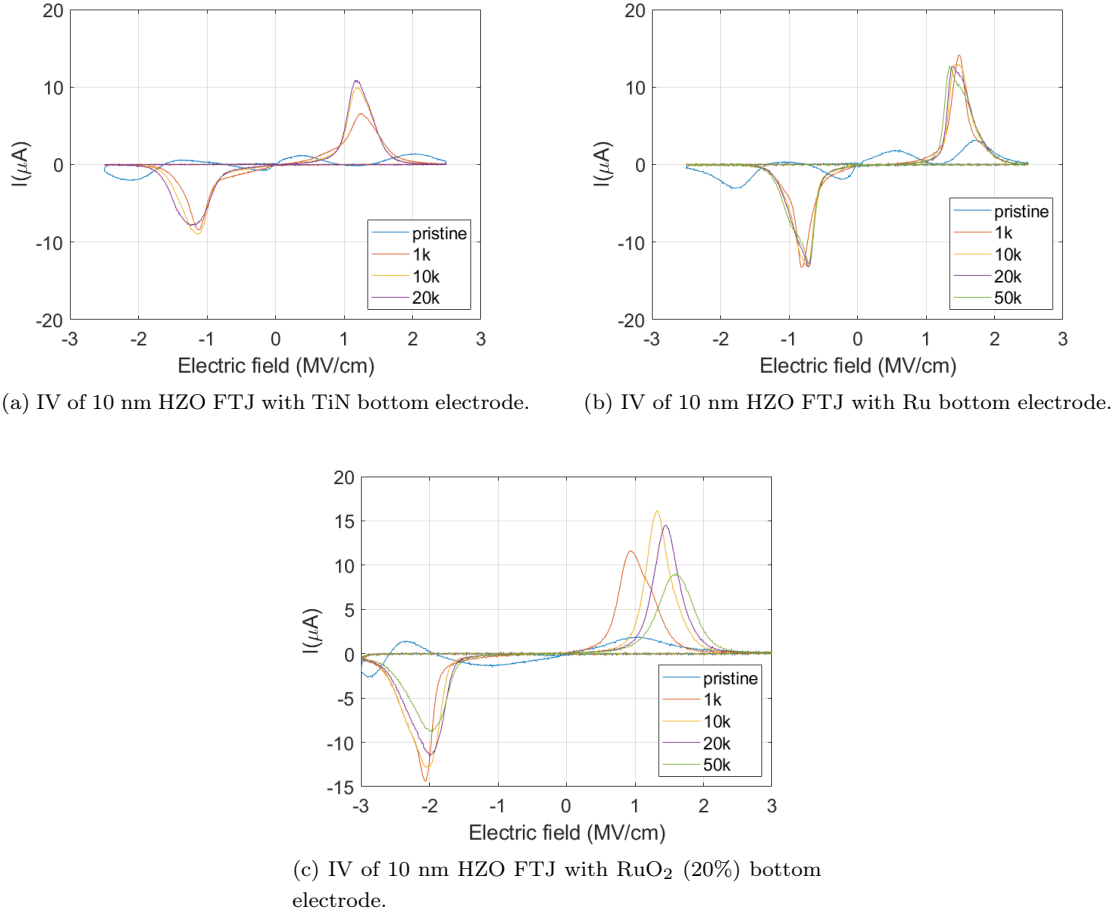 20
10
0
-10
-20
I(μA)
-3 -2 -1 0 1 2 3
Electric field (MV/cm)
pristine
1k
10k
20k
(a) IV of 10 nm HZO FTJ with TiN bottom electrode.
20
10
0
-10
-20
I(μA)
-3 -2 -1 0 1 2 3
Electric field (MV/cm)
pristine
1k
10k
20k
50k
(b) IV of 10 nm HZO FTJ with Ru bottom electrode.
20
15
10
5
0
-5
-10
-15
I(μA)
-3 -2 -1 0 1 2 3
Electric field (MV/cm)
pristine
1k
10k
20k
50k
(c) IV of 10 nm HZO FTJ with RuO₂ (20%) bottom
electrode.